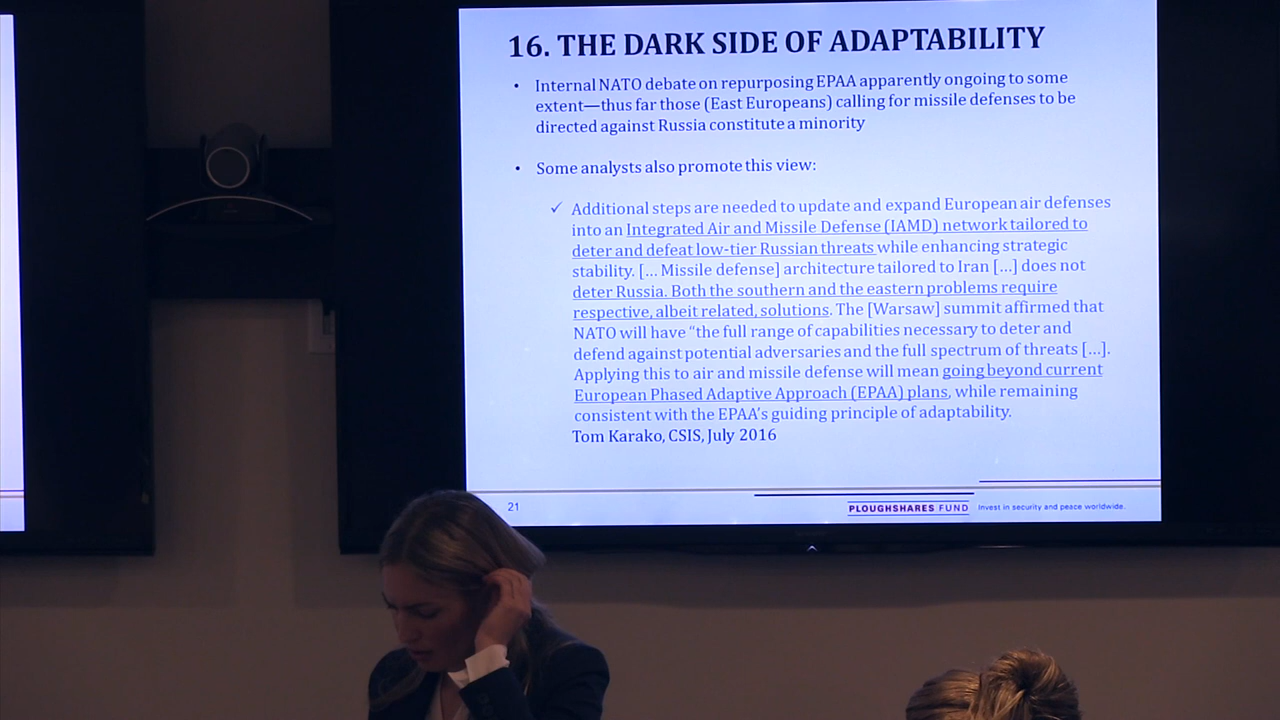 16. THE DARK SIDE OF ADAPTABILITY
• Internal NATO debate on repurposing EPAA apparently ongoing to some
extent—thus far those (East Europeans) calling for missile defenses to be
directed against Russia constitute a minority
• Some analysts also promote this view:
✓ Additional steps are needed to update and expand European air defenses
into an Integrated Air and Missile Defense (IAMD) network tailored to
deter and defeat low-tier Russian threats while enhancing strategic
stability. [... Missile defense] architecture tailored to Iran [...] does not
deter Russia. Both the southern and the eastern problems require
respective, albeit related, solutions. The [Warsaw] summit affirmed that
NATO will have “the full range of capabilities necessary to deter and
defend against potential adversaries and the full spectrum of threats [...].
Applying this to air and missile defense will mean going beyond current
European Phased Adaptive Approach (EPAA) plans, while remaining
consistent with the EPAA’s guiding principle of adaptability.
Tom Karako, CSIS, July 2016
21
PLOUGHSHARES FUND Invest in security and peace worldwide.